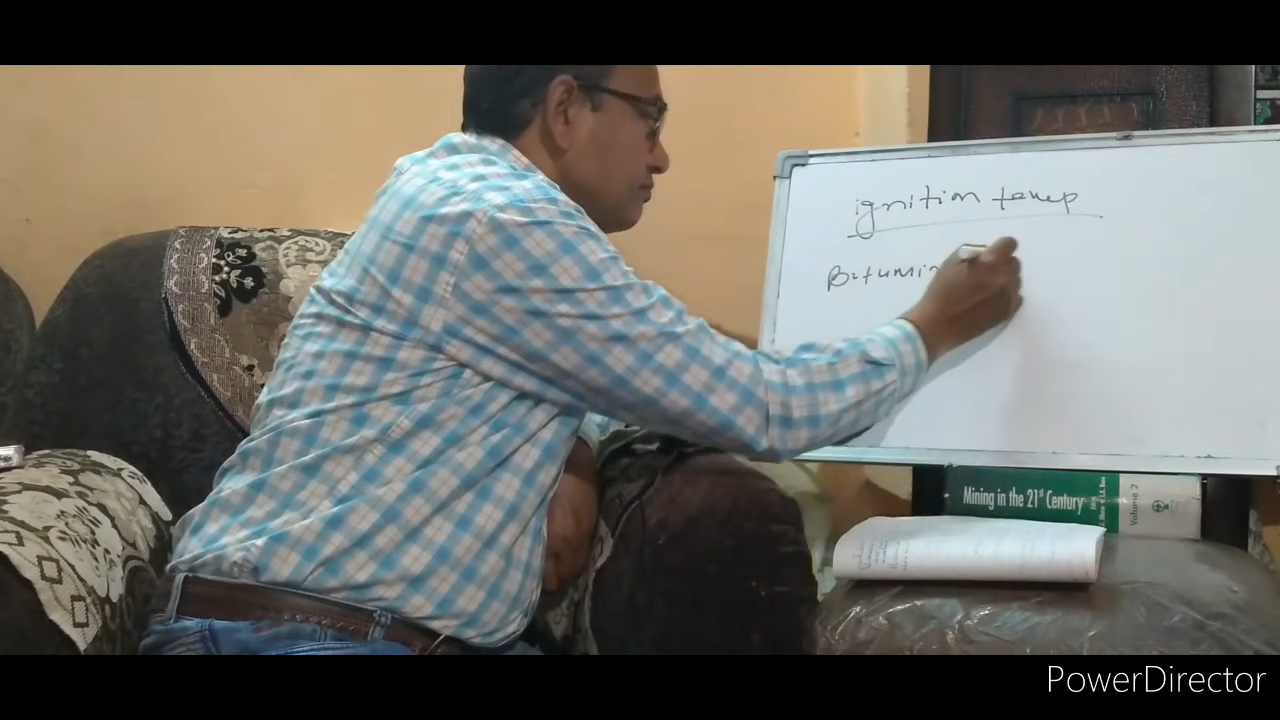 ignition temp
Bitumin
Mining in the 21st Century
Volume 2
PowerDirector